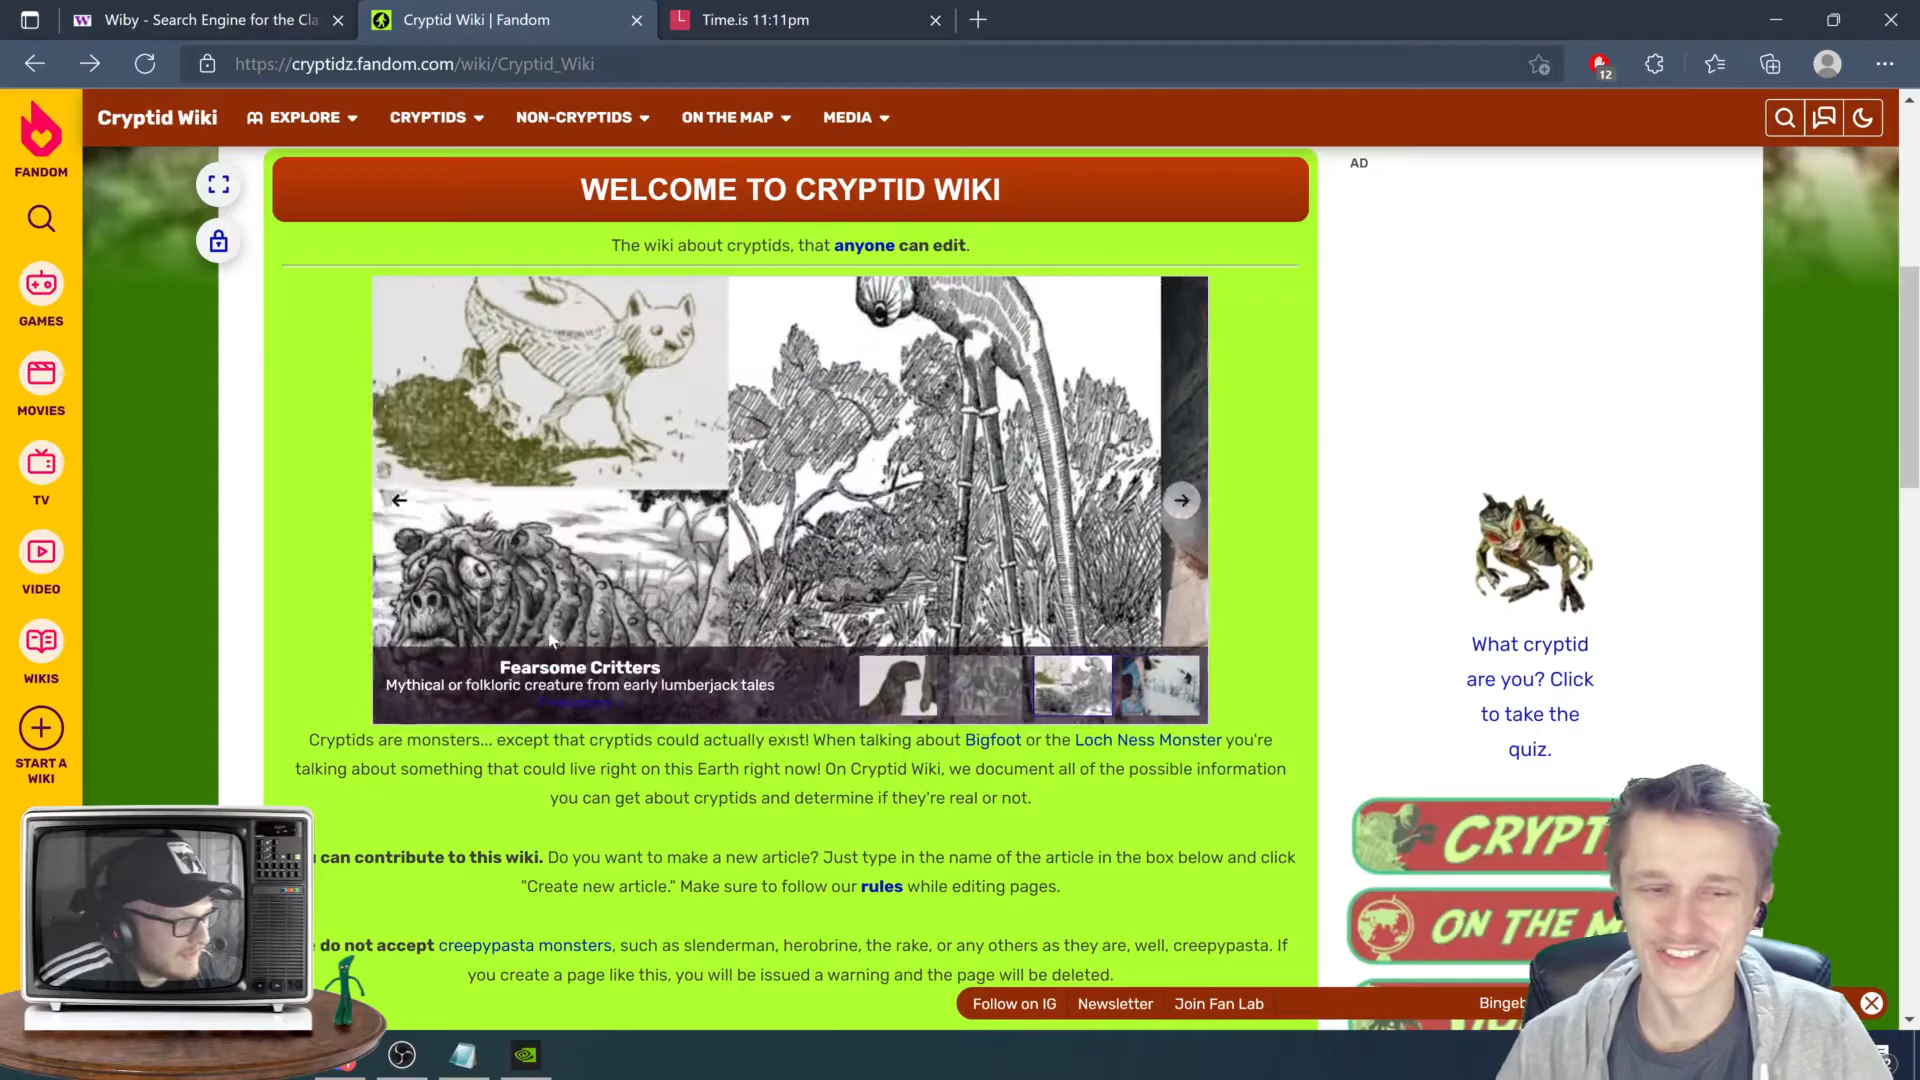 Wiby - Search Engine for the Cla
Cryptid Wiki | Fandom
Time.is 11:11pm
https://cryptidz.fandom.com/wiki/Cryptid_Wiki
12
Cryptid Wiki
EXPLORE
CRYPTIDS
NON-CRYPTIDS
ON THE MAP
MEDIA
FANDOM
GAMES
MOVIES
TV
VIDEO
WIKIS
START A
WIKI
WELCOME TO CRYPTID WIKI
The wiki about cryptids, that anyone can edit.
Fearsome Critters
Mythical or folkloric creature from early lumberjack tales
Cryptids are monsters... except that cryptids could actually exist! When talking about Bigfoot or the Loch Ness Monster you're
talking about something that could live right on this Earth right now! On Cryptid Wiki, we document all of the possible information
you can get about cryptids and determine if they're real or not.
can contribute to this wiki. Do you want to make a new article? Just type in the name of the article in the box below and click
"Create new article." Make sure to follow our rules while editing pages.
do not accept creepypasta monsters, such as slenderman, herobrine, the rake, or any others as they are, well, creepypasta. If
you create a page like this, you will be issued a warning and the page will be deleted.
AD
What cryptid
are you? Click
to take the
quiz.
CRYPT
ON THE M
Follow on IG
Newsletter
Join Fan Lab
Bingeb